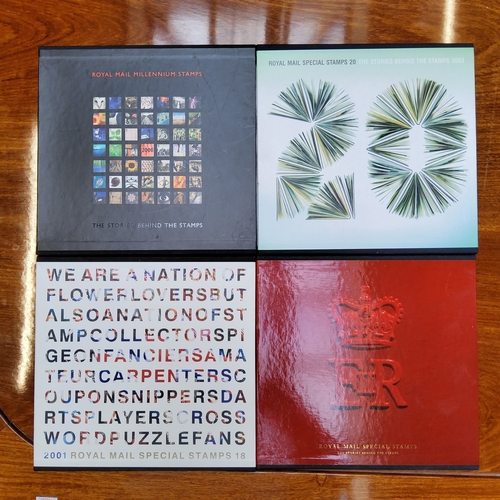 ROYAL MAIL MILLENNIUM STAMPS
2000
THE STORIES BEHIND THE STAMPS
ROYAL MAIL SPECIAL STAMPS 20 THE STORIES BEHIND THE STAMPS 2003
20
WE ARE A NATION OF
FLOWERLOVERSBUT
ALSOANATIONOFST
AMPCOLLECTORSPI
GEONFANCIERSAMA
TEURCARPENTERSC
OUPONSNIPPERSDA
RTSPLAYERSCROSS
WORDPUZZLEFANS
2001 ROYAL MAIL SPECIAL STAMPS 18
ER
ROYAL MAIL SPECIAL STAMPS